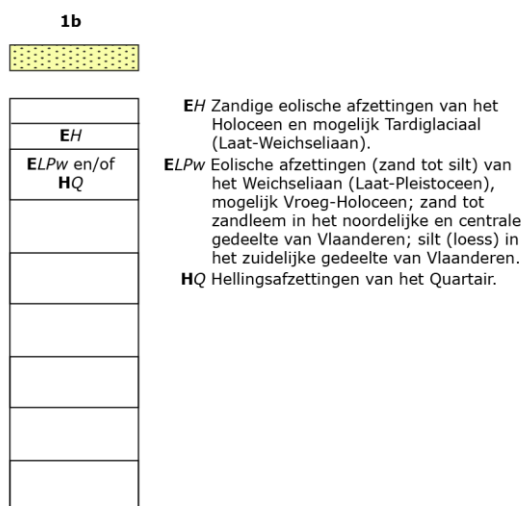 1b
EH
ELPw en/of
HQ
EH Zandige eolische afzettingen van het
Holoceen en mogelijk Tardiglaciaal
(Laat-Weichseliaan).
ELPw Eolische afzettingen (zand tot silt) van
het Weichseliaan (Laat-Pleistoceen),
mogelijk Vroeg-Holoceen; zand tot
zandleem in het noordelijke en centrale
gedeelte van Vlaanderen; silt (loess) in
het zuidelijke gedeelte van Vlaanderen.
HQ Hellingsafzettingen van het Quartair.